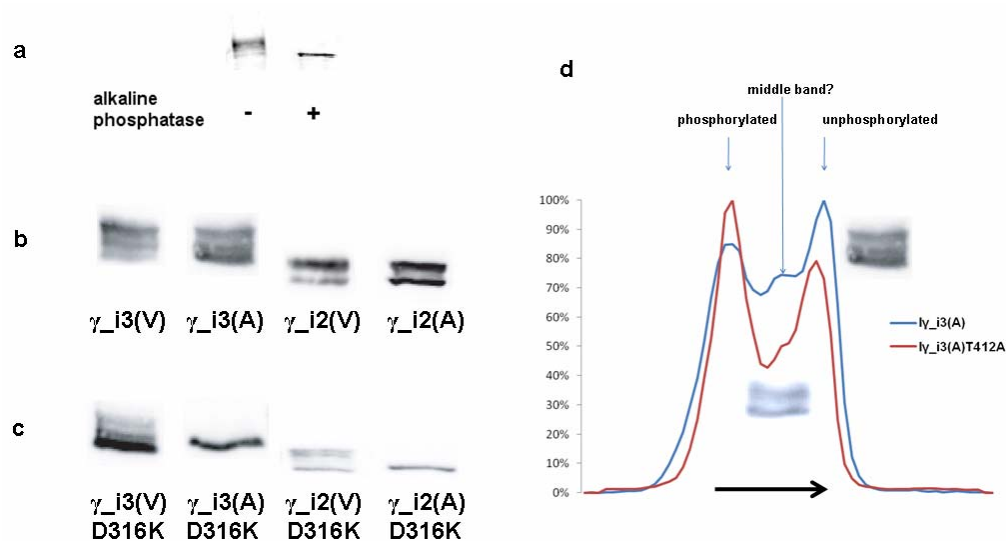 a
alkaline
phosphatase - +
b
γ_i3(V) γ_i3(A) γ_i2(V) γ_i2(A)
c
γ_i3(V) γ_i3(A) γ_i2(V) γ_i2(A)
D316K D316K D316K D316K
d
middle band?
phosphorylated unphosphorylated
100%
90%
80%
70%
60%
50%
40%
30%
20%
10%
0%
Iγ_i3(A)
Iγ_i3(A)T412A